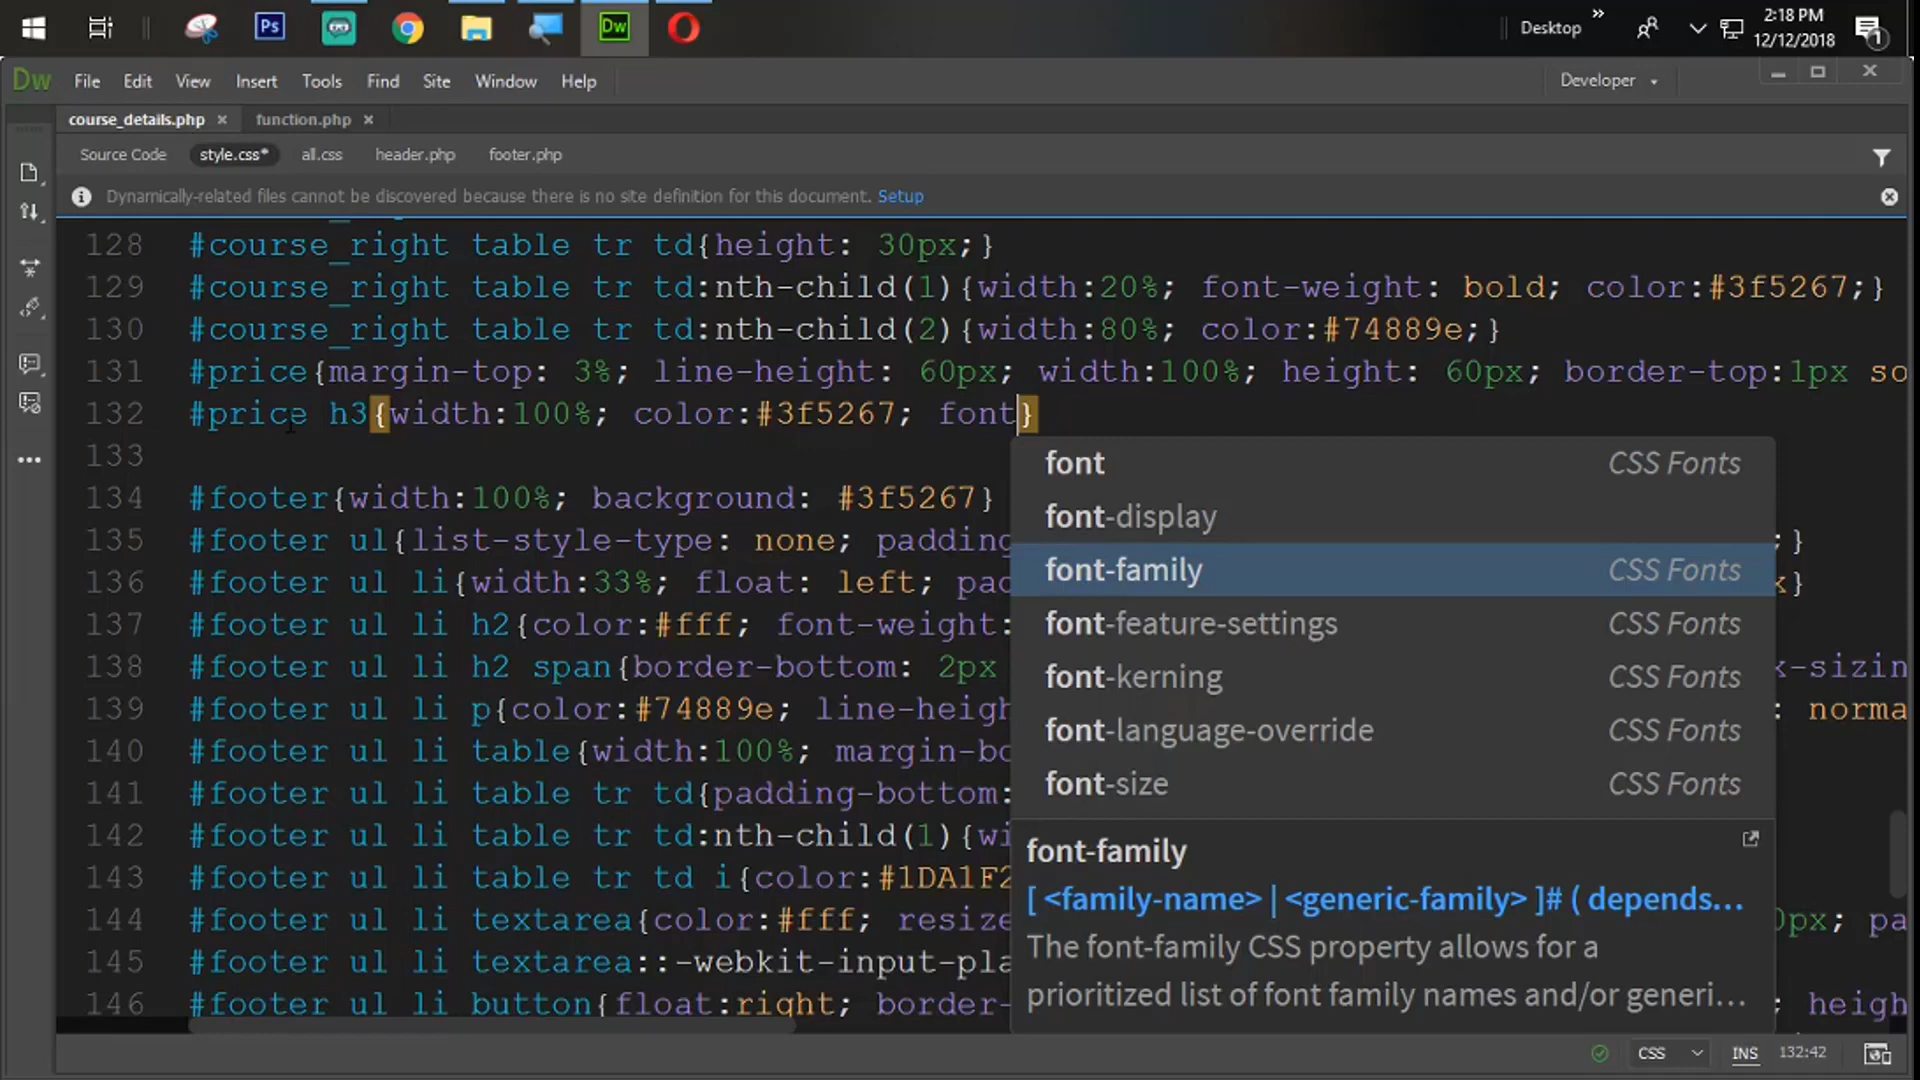 Ps
Dw
Desktop
»
2:18 PM
12/12/2018
1
Dw File Edit View Insert Tools Find Site Window Help
Developer
course_details.php × function.php ×
Source Code style.css* all.css header.php footer.php
Dynamically-related files cannot be discovered because there is no site definition for this document. Setup
128 #course_right table tr td{height: 30px;}
129 #course_right table tr td:nth-child(1){width:20%; font-weight: bold; color:#3f5267;}
130 #course_right table tr td:nth-child(2){width:80%; color:#74889e;}
131 #price{margin-top: 3%; line-height: 60px; width:100%; height: 60px; border-top:1px so
132 #price h3{width:100%; color:#3f5267; font}
133
134 #footer{width:100%; background: #3f5267}
135 #footer ul{list-style-type: none; padding ;}
136 #footer ul li{width:33%; float: left; pad x}
137 #footer ul li h2{color:#fff; font-weight:
138 #footer ul li h2 span{border-bottom: 2px x-sizin
139 #footer ul li p{color:#74889e; line-heigh : norma
140 #footer ul li table{width:100%; margin-bo
141 #footer ul li table tr td{padding-bottom:
142 #footer ul li table tr td:nth-child(1){wi
143 #footer ul li table tr td i{color:#1DA1F2
144 #footer ul li textarea{color:#fff; resize 0px; pa
145 #footer ul li textarea::-webkit-input-pla
146 #footer ul li button{float:right; border- ; heigh
font CSS Fonts
font-display
font-family CSS Fonts
font-feature-settings CSS Fonts
font-kerning CSS Fonts
font-language-override CSS Fonts
font-size CSS Fonts
font-family
[ <family-name> | <generic-family> ]# ( depends...
The font-family CSS property allows for a
prioritized list of font family names and/or generi...
CSS INS 132:42